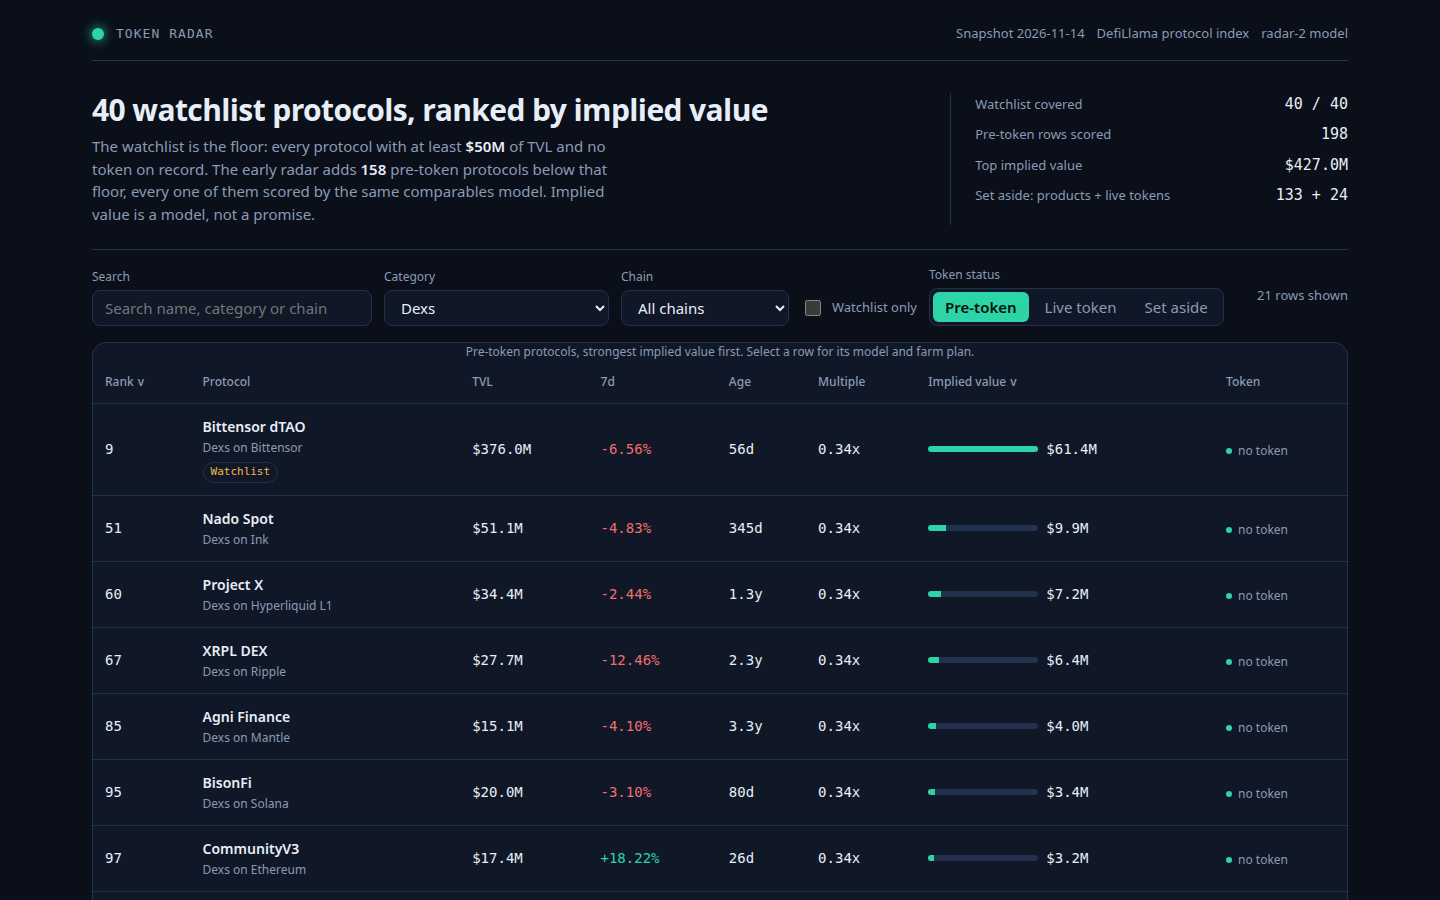 TOKEN RADAR
Snapshot 2026-11-14 DefiLlama protocol index radar-2 model
40 watchlist protocols, ranked by implied value
The watchlist is the floor: every protocol with at least $50M of TVL and no
token on record. The early radar adds 158 pre-token protocols below that
floor, every one of them scored by the same comparables model. Implied
value is a model, not a promise.
Watchlist covered 40 / 40
Pre-token rows scored 198
Top implied value $427.0M
Set aside: products + live tokens 133 + 24
Search
Search name, category or chain
Category
Dexs
Chain
All chains
Watchlist only
Token status
Pre-token Live token Set aside
21 rows shown
Pre-token protocols, strongest implied value first. Select a row for its model and farm plan.
Rank v Protocol TVL 7d Age Multiple Implied value v Token
9 Bittensor dTAO $376.0M -6.56% 56d 0.34x $61.4M no token
Dexs on Bittensor
Watchlist
51 Nado Spot $51.1M -4.83% 345d 0.34x $9.9M no token
Dexs on Ink
60 Project X $34.4M -2.44% 1.3y 0.34x $7.2M no token
Dexs on Hyperliquid L1
67 XRPL DEX $27.7M -12.46% 2.3y 0.34x $6.4M no token
Dexs on Ripple
85 Agni Finance $15.1M -4.10% 3.3y 0.34x $4.0M no token
Dexs on Mantle
95 BisonFi $20.0M -3.10% 80d 0.34x $3.4M no token
Dexs on Solana
97 CommunityV3 $17.4M +18.22% 26d 0.34x $3.2M no token
Dexs on Ethereum